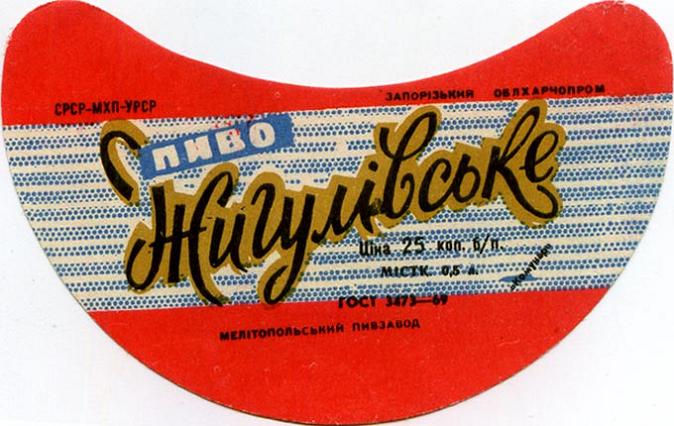 СРСР-МХП-УРСР
ЗАПОРІЗЬКИЙ ОБЛХАРЧОПРОМ
ПИВО
Жигулівське
Ціна 25 коп. б/п.
МІСТК. 0,5 л.
ГОСТ 3473—69
МЕЛІТОПОЛЬСЬКИЙ ПИВЗАВОД